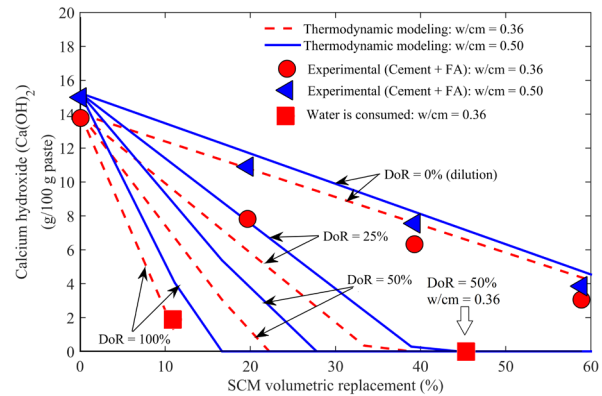 Thermodynamic modeling: w/cm = 0.36
Thermodynamic modeling: w/cm = 0.50
Experimental (Cement + FA): w/cm = 0.36
Experimental (Cement + FA): w/cm = 0.50
Water is consumed: w/cm = 0.36
DoR = 0% (dilution)
DoR = 25%
DoR = 50%
DoR = 50%
w/cm = 0.36
DoR = 100%
Calcium hydroxide (Ca(OH)2)
(g/100 g paste)
20
18
16
14
12
10
8
6
4
2
0
0 10 20 30 40 50 60
SCM volumetric replacement (%)